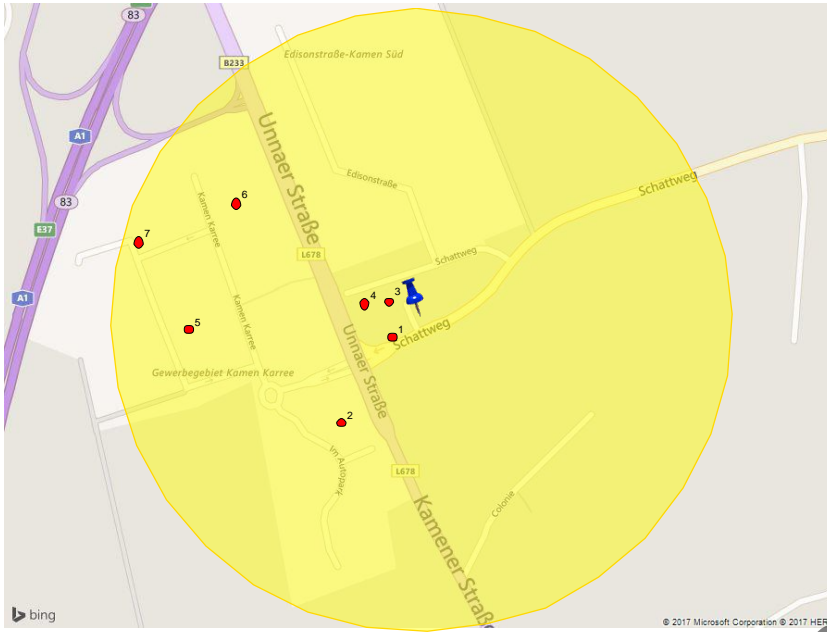 83
Edisonstraße-Kamen Süd
B233
A1
Unnaer Straße
Edisonstraße
Schattweg
83
6
Kamen Karree
E37
7
L678
Schattweg
A1
4
3
5
Kamen Karree
1
Schattweg
Unnaer Straße
Gewerbegebiet Kamen Karree
2
Im Autopark
L678
Colonie
Kamener Straße
bing
© 2017 Microsoft Corporation © 2017 HER